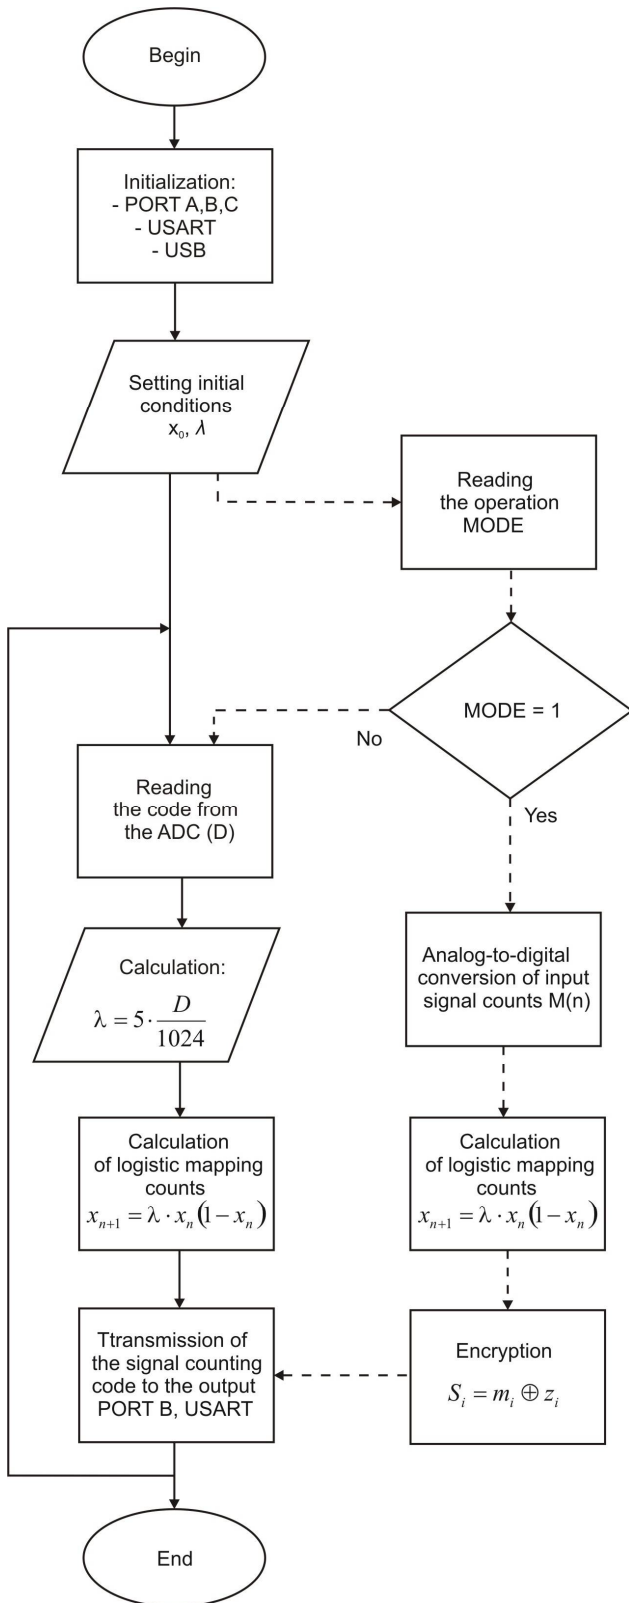 Begin
Initialization:
- PORT A,B,C
- USART
- USB
Setting initial
conditions
x₀, λ
Reading
the operation
MODE
MODE = 1
No
Yes
Reading
the code from
the ADC (D)
Calculation:
λ = 5 · D/1024
Analog-to-digital
conversion of input
signal counts M(n)
Calculation
of logistic mapping
counts
xₙ₊₁ = λ · xₙ(1 − xₙ)
Calculation
of logistic mapping
counts
xₙ₊₁ = λ · xₙ(1 − xₙ)
Ttransmission of
the signal counting
code to the output
PORT B, USART
Encryption
Sᵢ = mᵢ ⊕ zᵢ
End